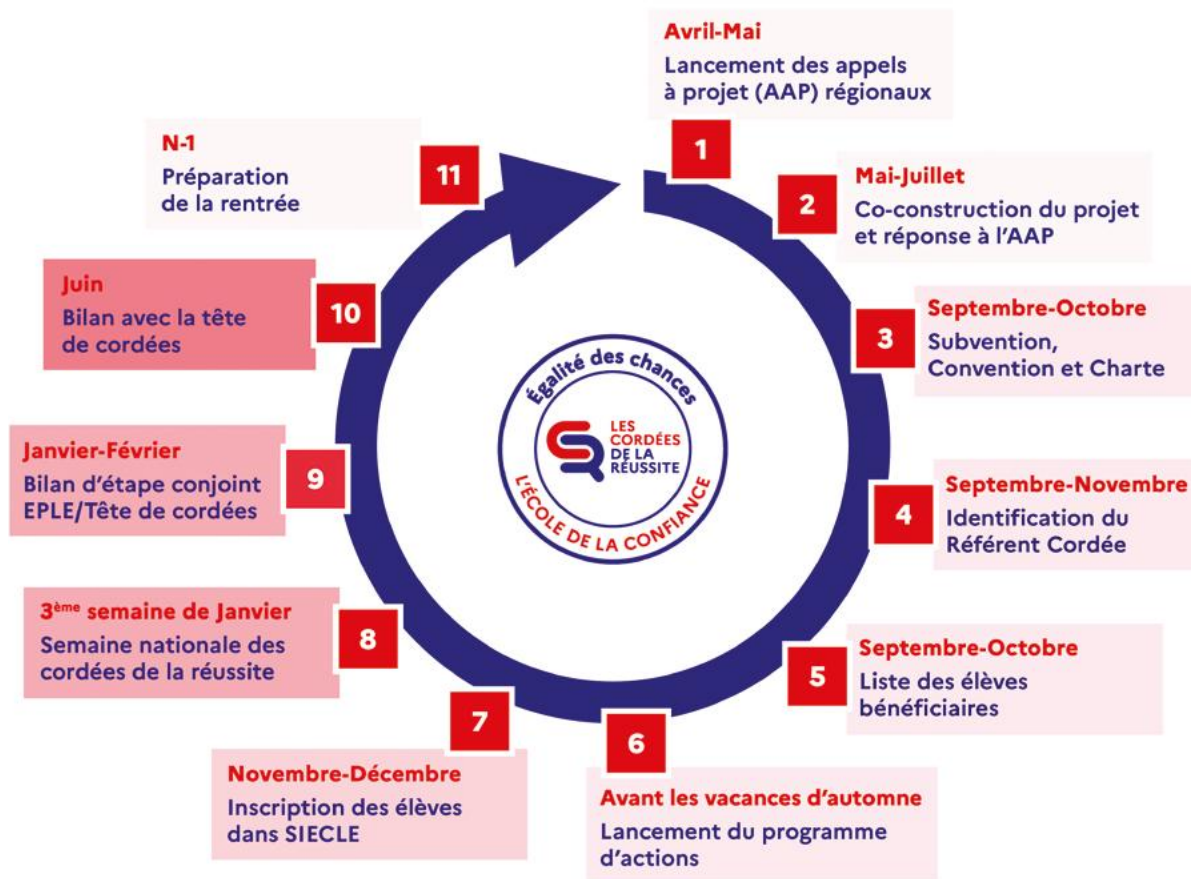 1
Avril-Mai
Lancement des appels
à projet (AAP) régionaux
2
Mai-Juillet
Co-construction du projet
et réponse à l’AAP
3
Septembre-Octobre
Subvention,
Convention et Charte
4
Septembre-Novembre
Identification du
Référent Cordée
5
Septembre-Octobre
Liste des élèves
bénéficiaires
6
Avant les vacances d’automne
Lancement du programme
d’actions
7
Novembre-Décembre
Inscription des élèves
dans SIECLE
8
3ème semaine de Janvier
Semaine nationale des
cordées de la réussite
9
Janvier-Février
Bilan d’étape conjoint
EPLE/Tête de cordées
10
Juin
Bilan avec la tête
de cordées
11
N-1
Préparation
de la rentrée
Égalité des chances
LES
CORDÉES
DE LA
RÉUSSITE
L’ÉCOLE DE LA CONFIANCE